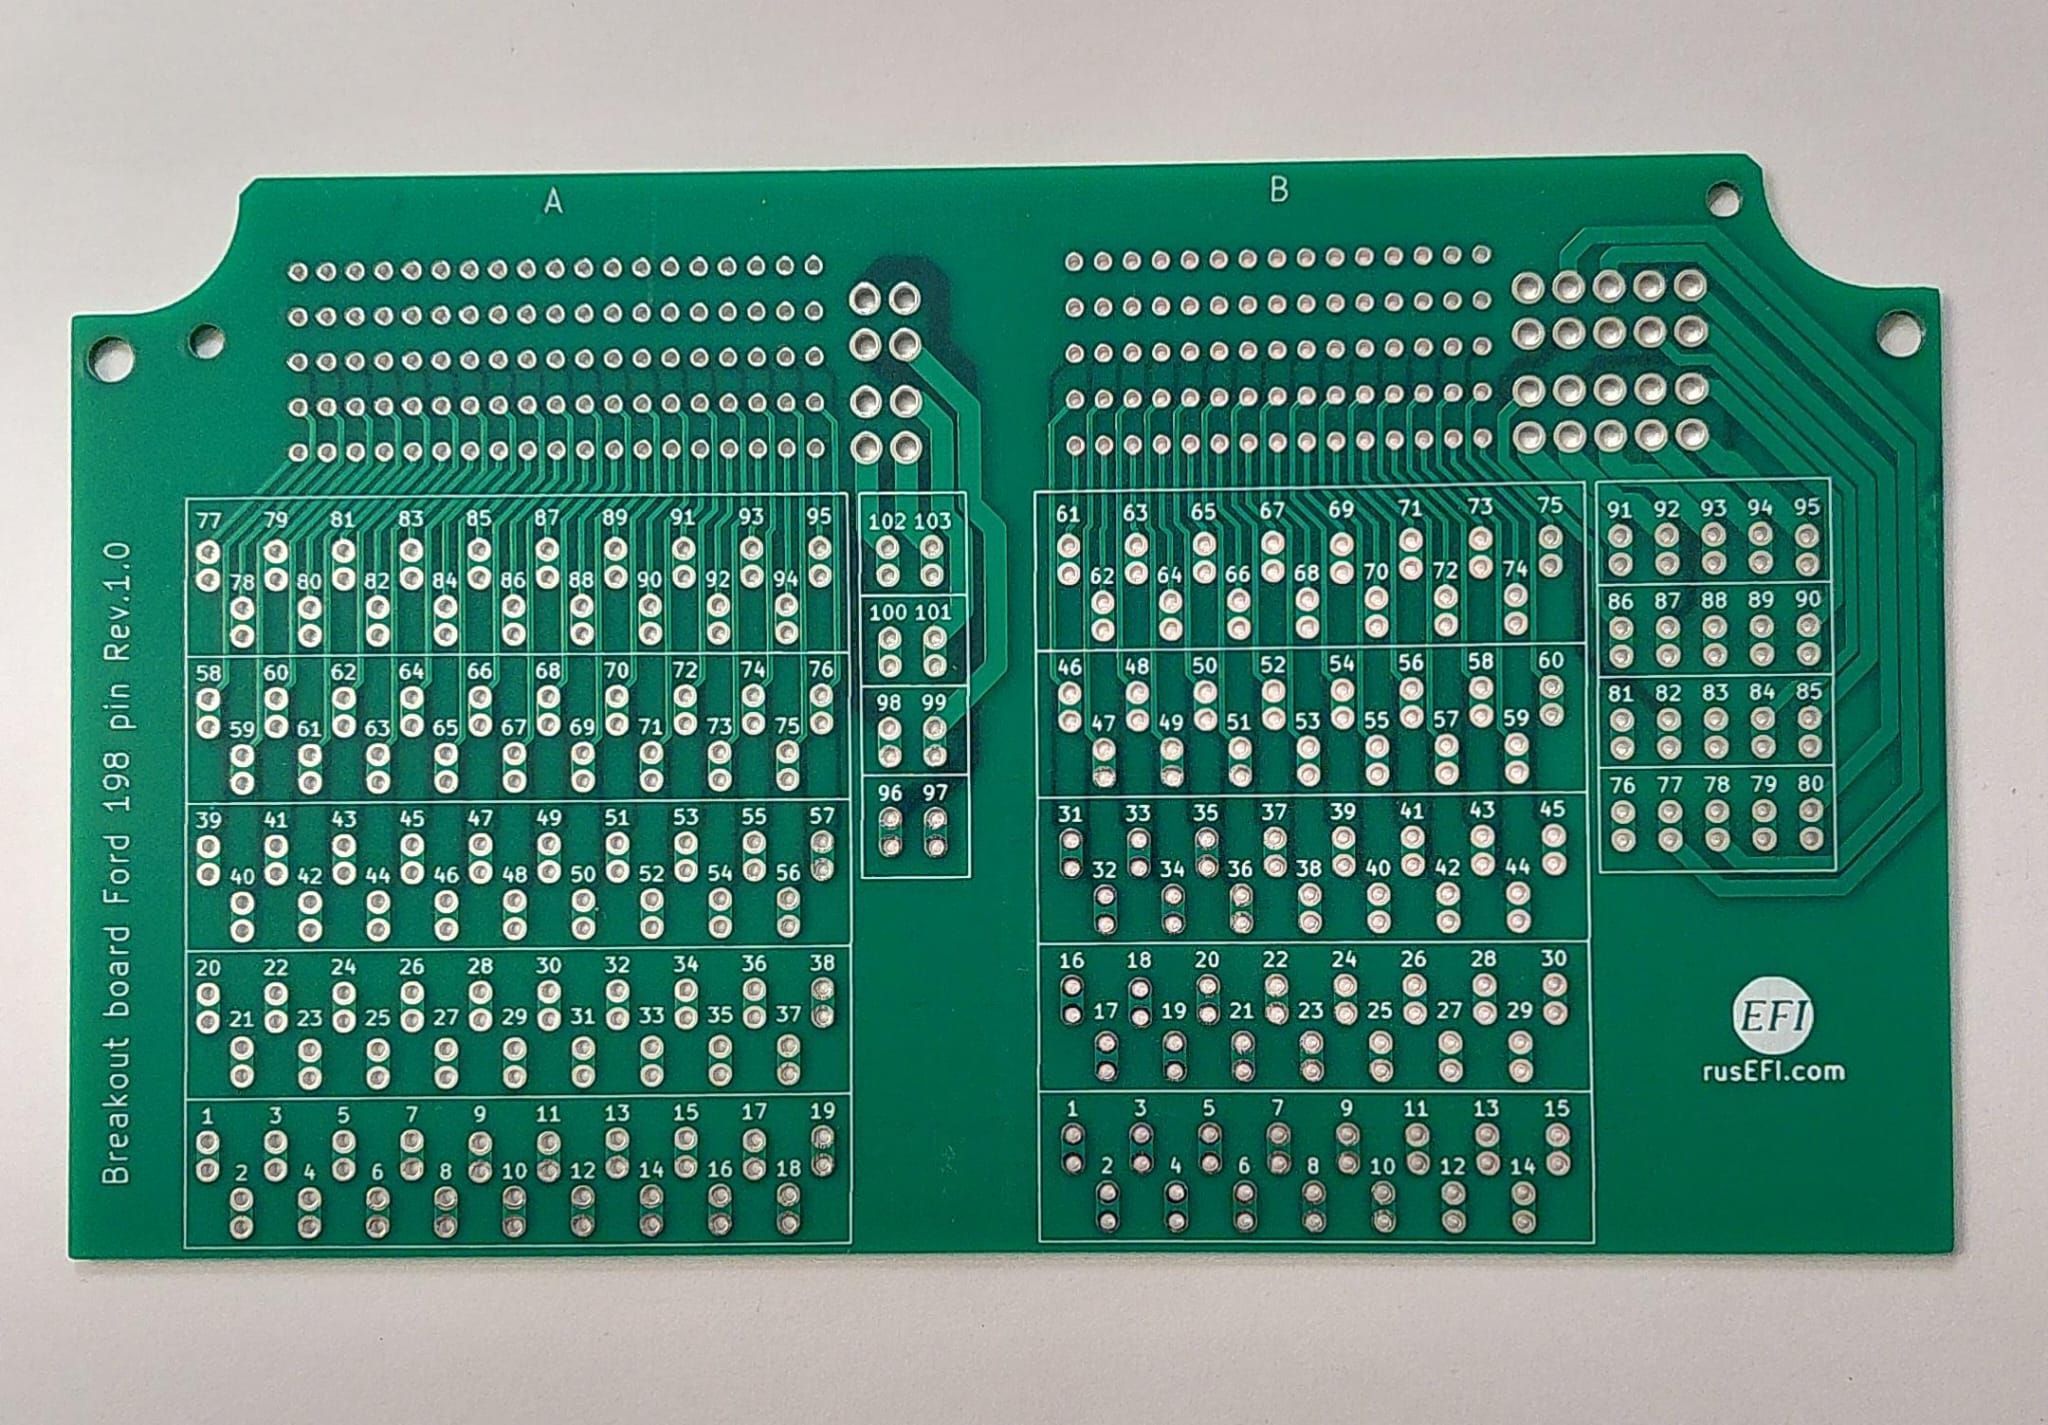 A
B
Breakout board Ford 198 pin Rev.1.0
77 79 81 83 85 87 89 91 93 95
78 80 82 84 86 88 90 92 94
58 60 62 64 66 68 70 72 74 76
59 61 63 65 67 69 71 73 75
39 41 43 45 47 49 51 53 55 57
40 42 44 46 48 50 52 54 56
20 22 24 26 28 30 32 34 36 38
21 23 25 27 29 31 33 35 37
1 3 5 7 9 11 13 15 17 19
2 4 6 8 10 12 14 16 18
102 103
100 101
98 99
96 97
61 63 65 67 69 71 73 75
62 64 66 68 70 72 74
46 48 50 52 54 56 58 60
47 49 51 53 55 57 59
31 33 35 37 39 41 43 45
32 34 36 38 40 42 44
16 18 20 22 24 26 28 30
17 19 21 23 25 27 29
1 3 5 7 9 11 13 15
2 4 6 8 10 12 14
91 92 93 94 95
86 87 88 89 90
81 82 83 84 85
76 77 78 79 80
EFI
rusEFI.com